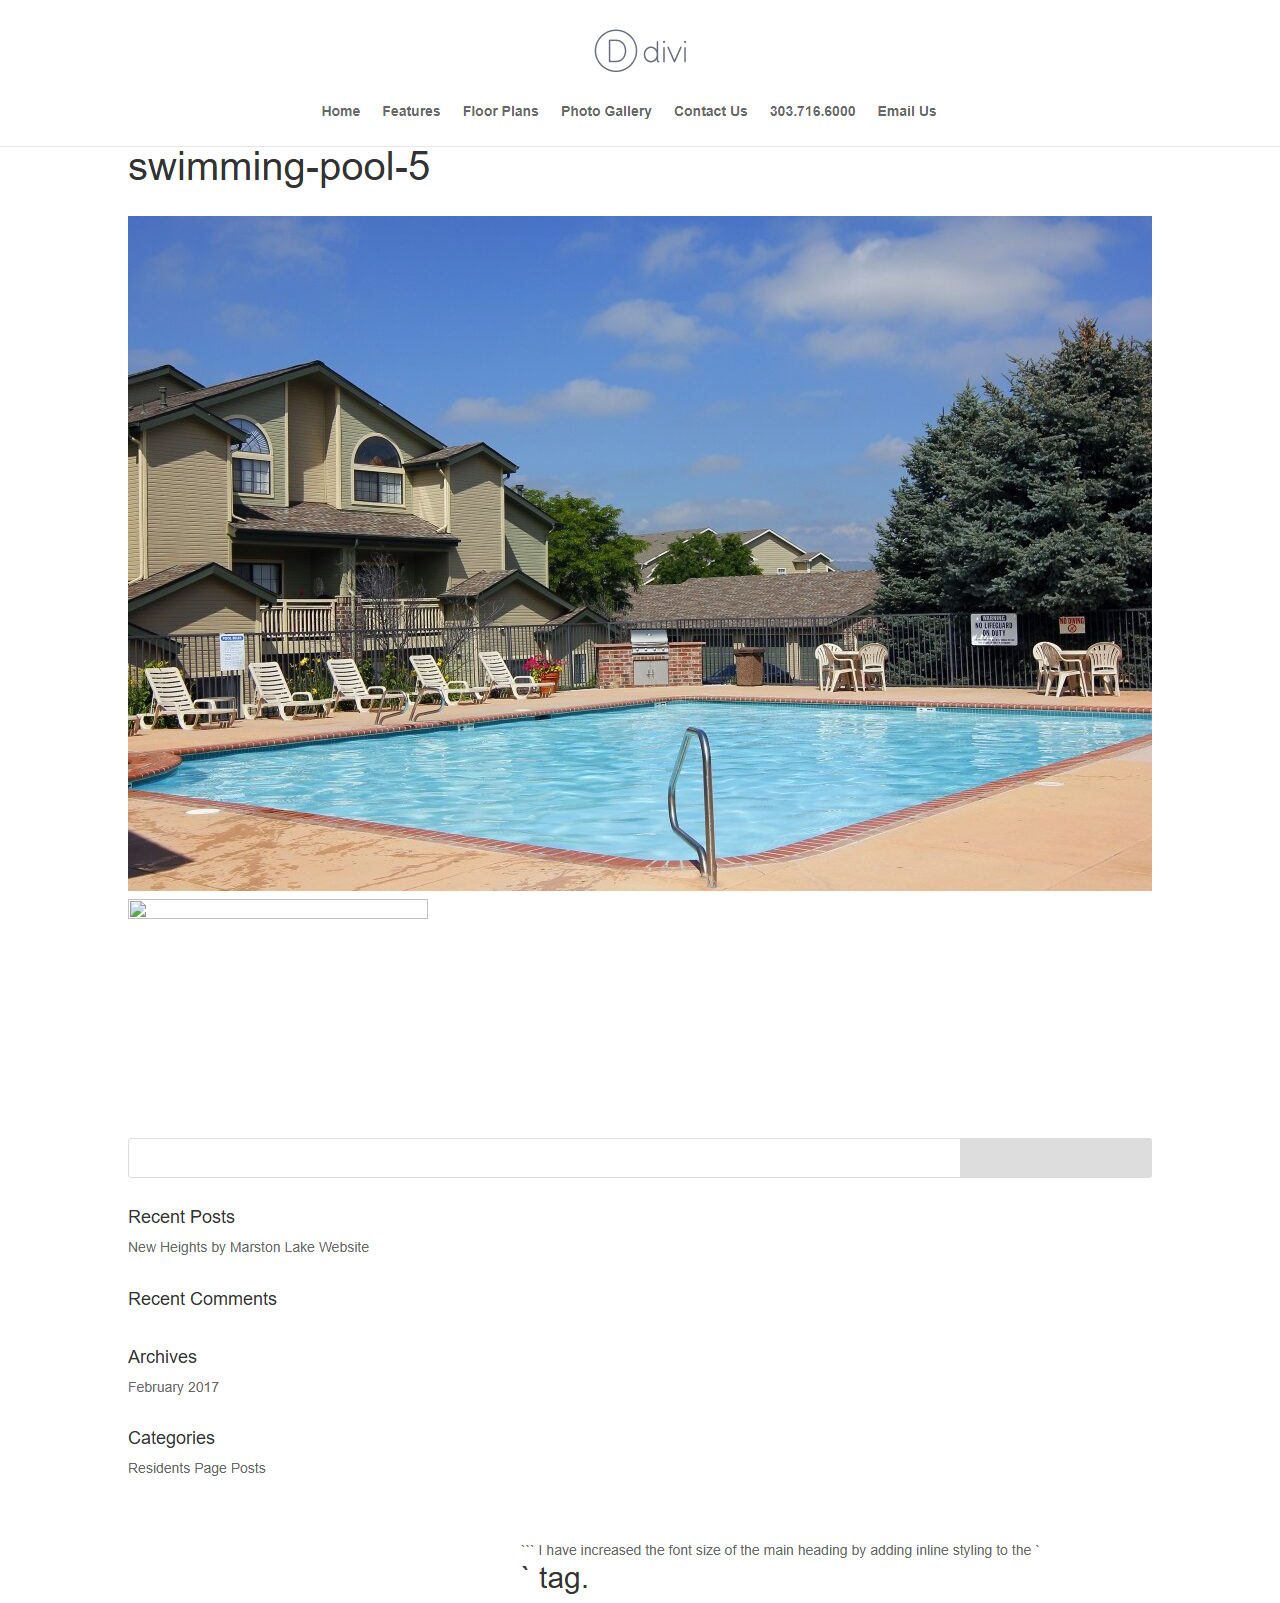 D divi
Home Features Floor Plans Photo Gallery Contact Us 303.716.6000 Email Us
swimming-pool-5
POOL RULES
WARNING
NO LIFEGUARD
ON DUTY
NO DIVING
Recent Posts
New Heights by Marston Lake Website
Recent Comments
Archives
February 2017
Categories
Residents Page Posts
``` I have increased the font size of the main heading by adding inline styling to the `
` tag.